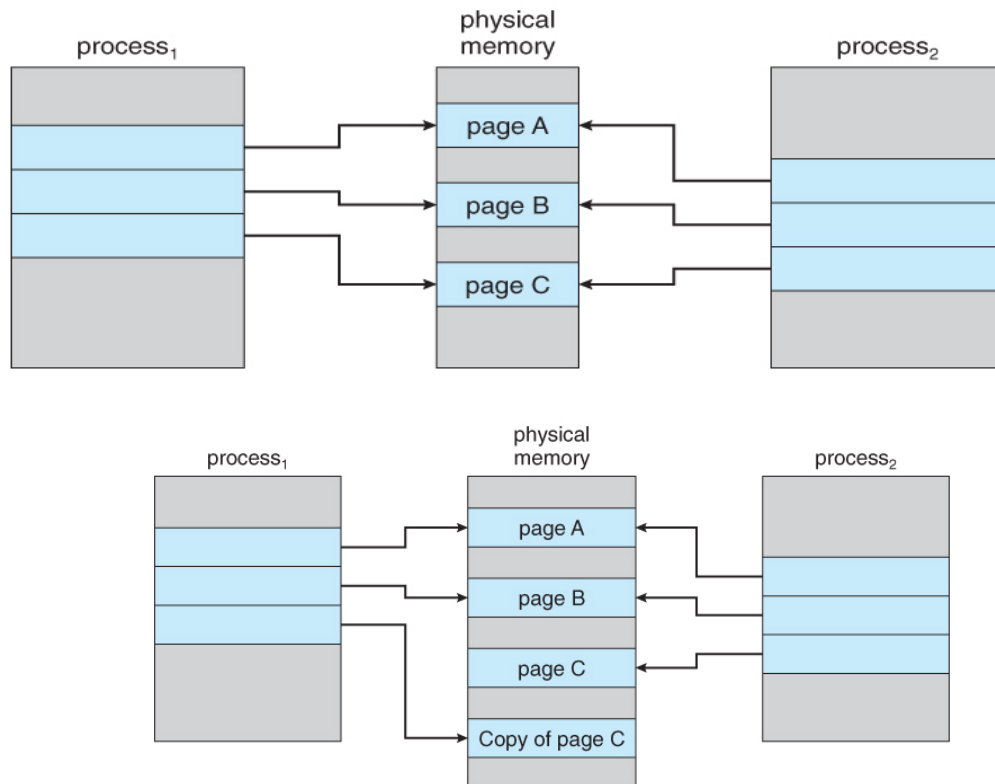 process₁
physical
memory
process₂
page A
page B
page C
process₁
physical
memory
process₂
page A
page B
page C
Copy of page C